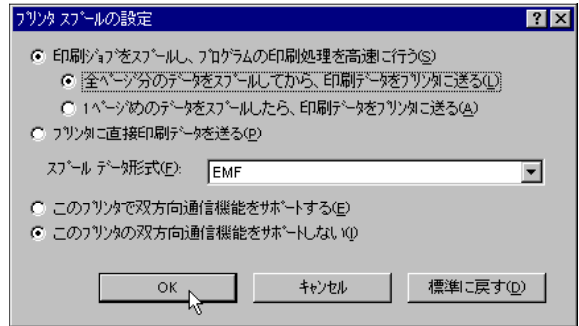 プリンタ スプールの設定
印刷ジョブをスプールし、プログラムの印刷処理を高速に行う(S)
全ページ分のデータをスプールしてから、印刷データをプリンタに送る(L)
1ページめのデータをスプールしたら、印刷データをプリンタに送る(A)
プリンタに直接印刷データを送る(P)
スプール データ形式(F): EMF
このプリンタで双方向通信機能をサポートする(E)
このプリンタの双方向通信機能をサポートしない(I)
OK キャンセル 標準に戻す(D)